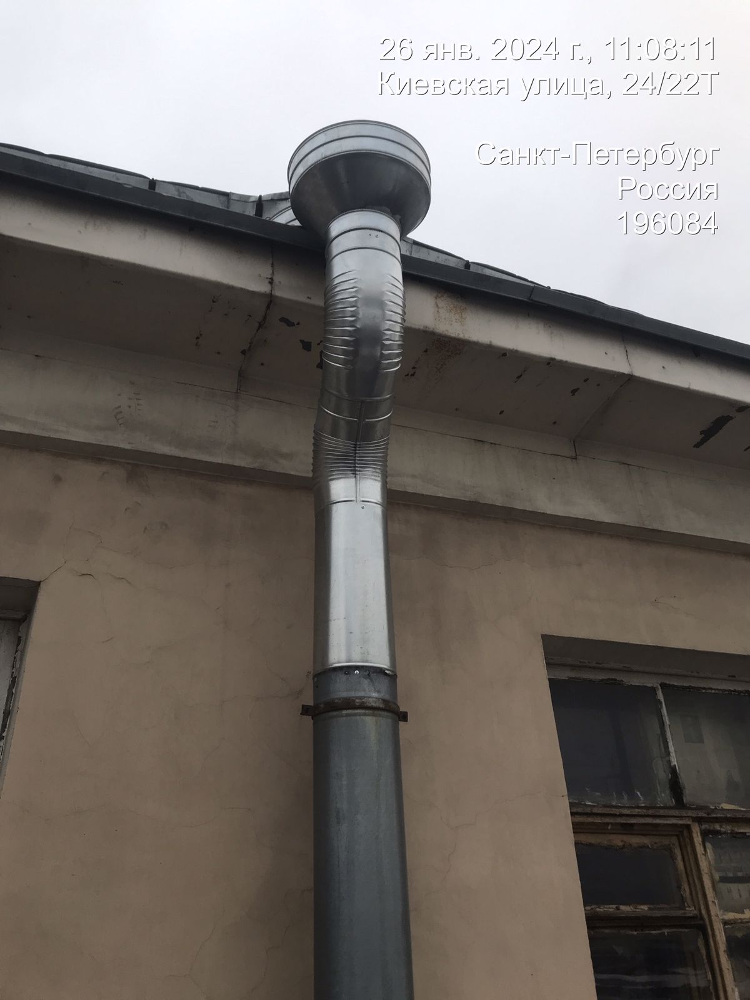 26 янв. 2024 г., 11:08:11
Киевская улица, 24/22Т
Санкт-Петербург
Россия
196084